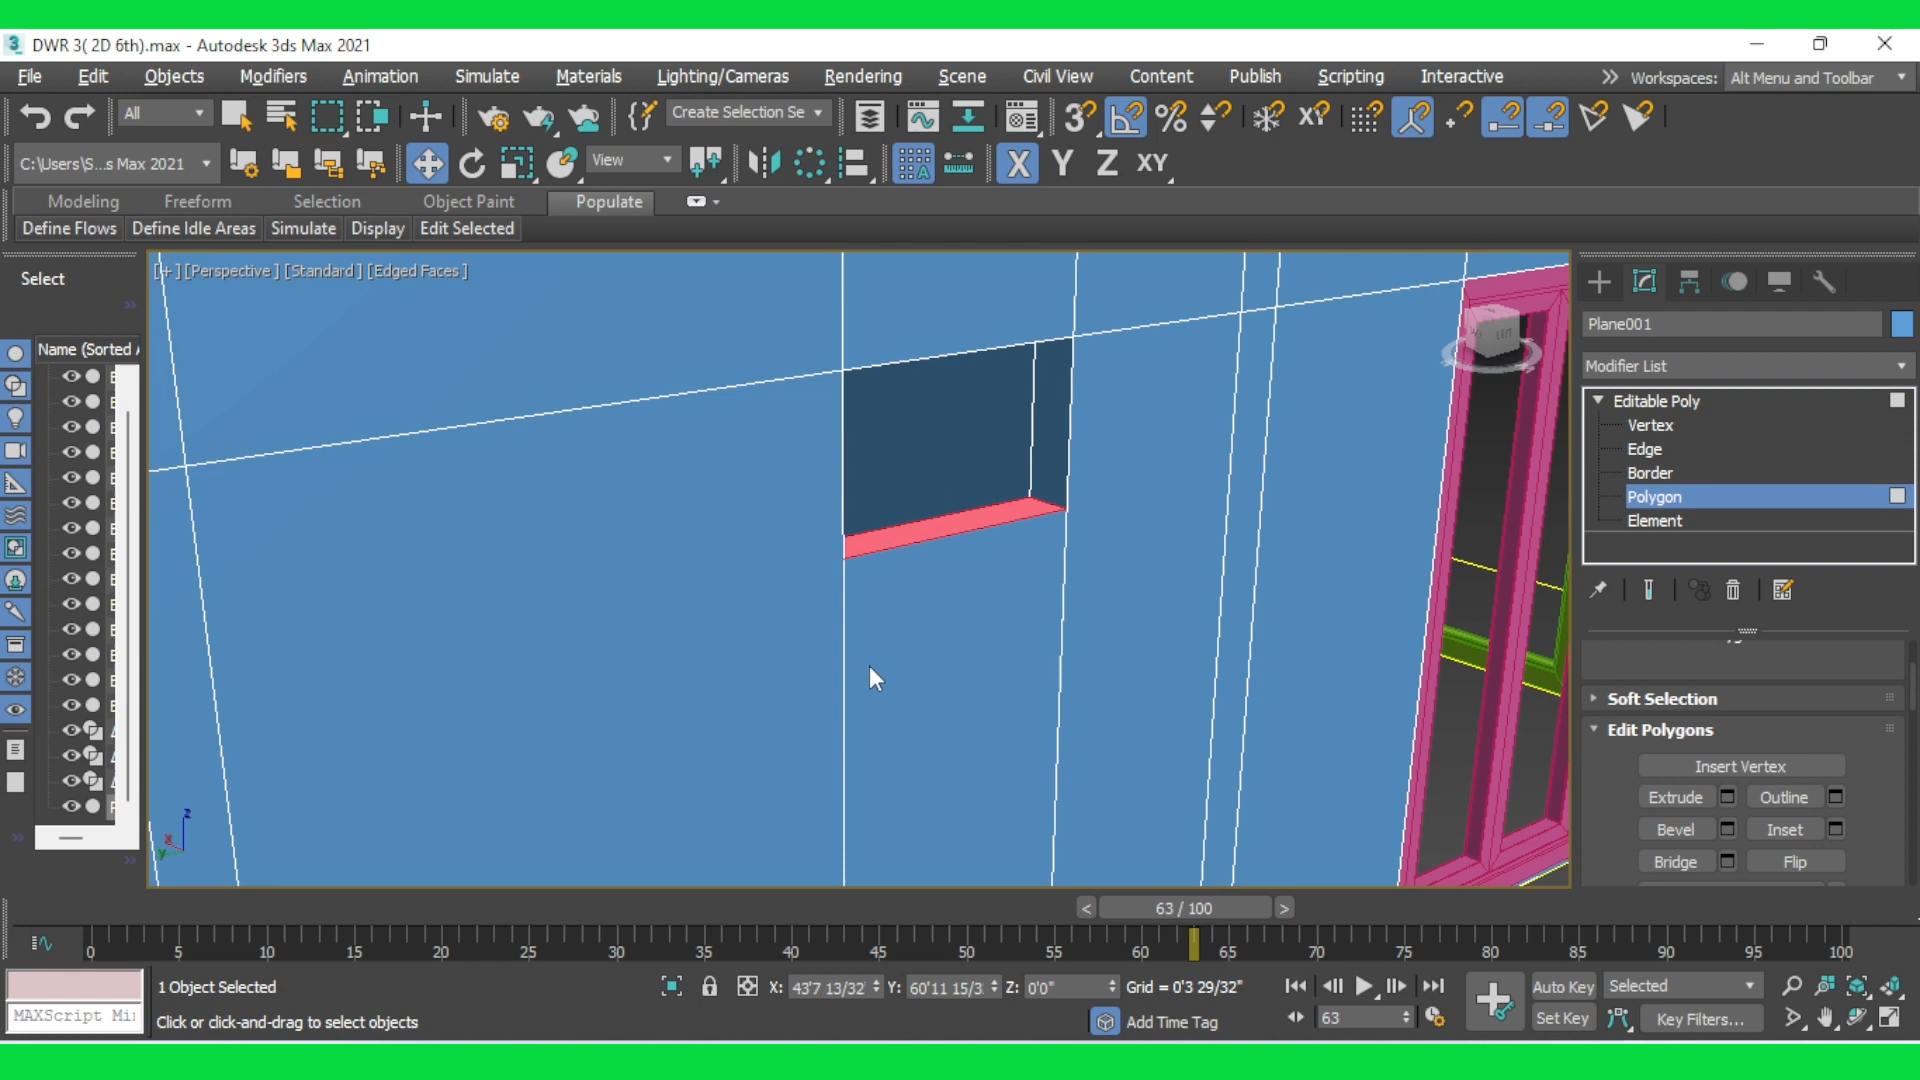 DWR 3( 2D 6th).max - Autodesk 3ds Max 2021
File Edit Objects Modifiers Animation Simulate Materials Lighting/Cameras Rendering Scene Civil View Content Publish Scripting Interactive Workspaces: Alt Menu and Toolbar
All Create Selection Se 3
C:\Users\S...s Max 2021 View X Y Z XY
Modeling Freeform Selection Object Paint Populate
Define Flows Define Idle Areas Simulate Display Edit Selected
Select
[+] [Perspective] [Standard] [Edged Faces]
Name (Sorted
LEFT
Plane001
Modifier List
Editable Poly
Vertex
Edge
Border
Polygon
Element
Soft Selection
Edit Polygons
Insert Vertex
Extrude Outline
Bevel Inset
Bridge Flip
z
x
y
< 63 / 100 >
0 5 10 15 20 25 30 35 40 45 50 55 60 65 70 75 80 85 90 95 100
1 Object Selected X: 43'7 13/32' Y: 60'11 15/3 Z: 0'0" Grid = 0'3 29/32" Auto Key Selected
MAXScript Mi Click or click-and-drag to select objects Add Time Tag 63 Set Key Key Filters...